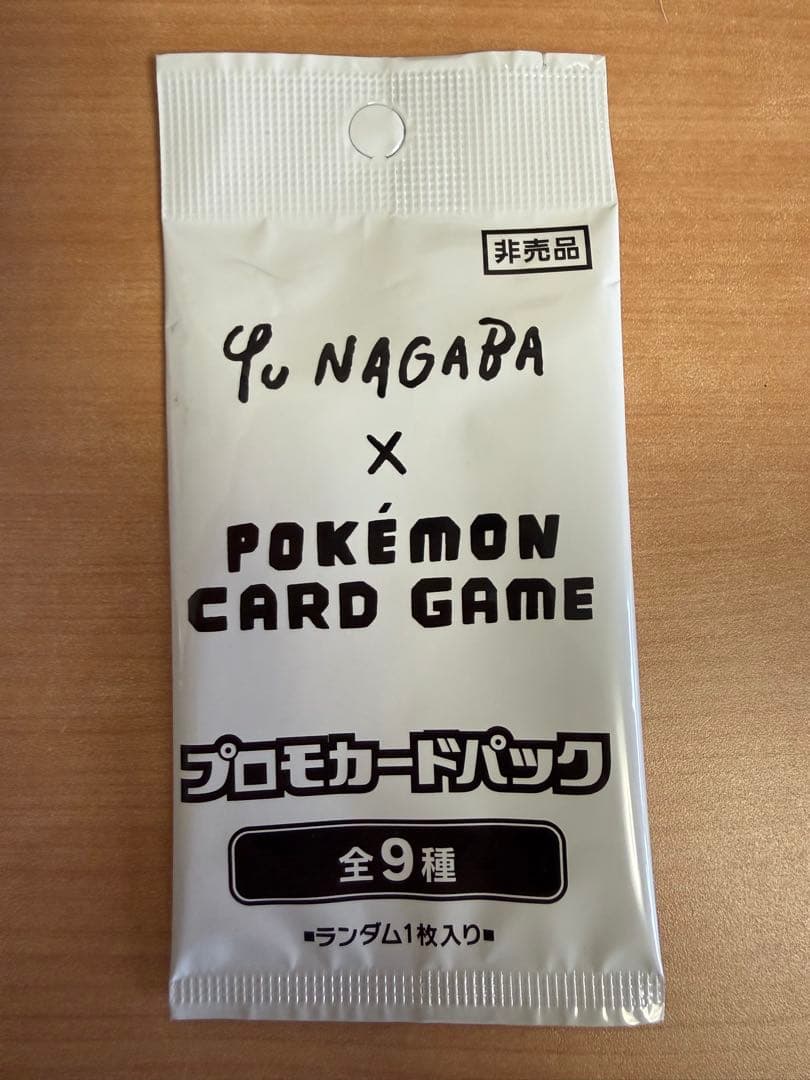 非売品
Yu NAGABA
×
POKÉMON
CARD GAME
プロモカードパック
全9種
▪ランダム1枚入り▪